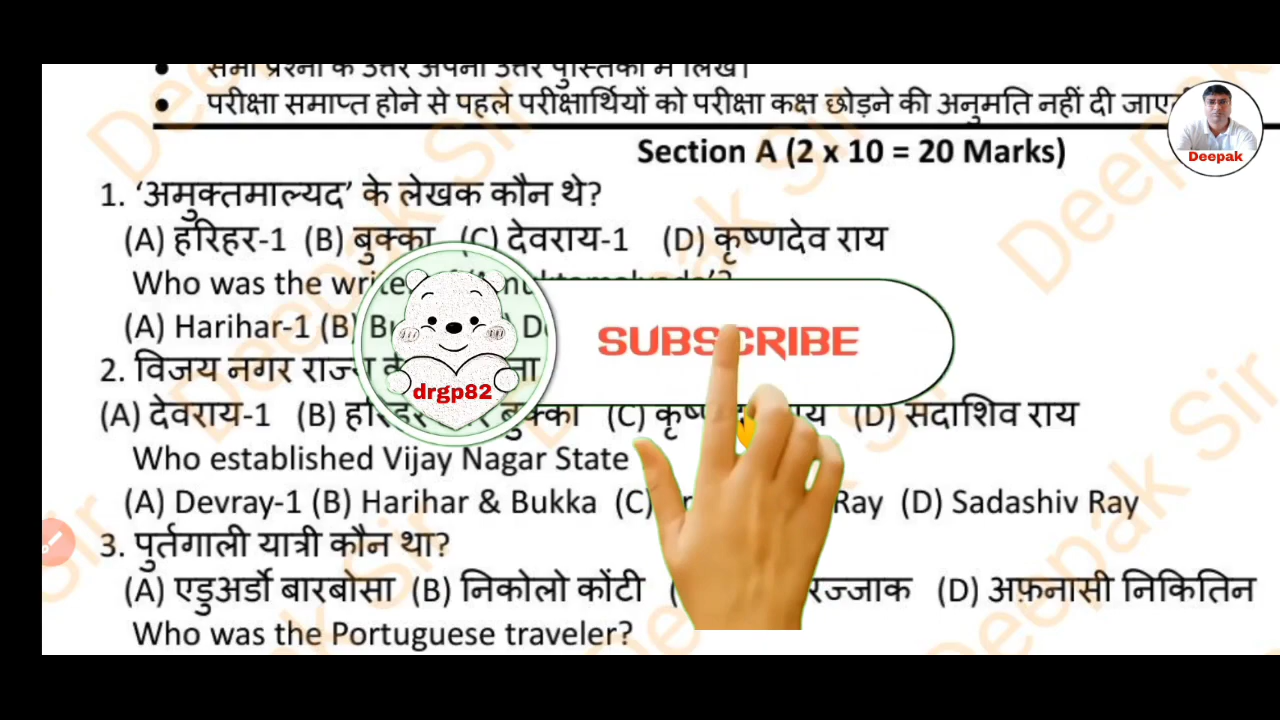 परीक्षा समाप्त होने से पहले परीक्षार्थियों को परीक्षा कक्ष छोड़ने की अनुमति नहीं दी
Deepak
Section A (2 x 10 = 20 Marks)
1. ‘अमुक्तमाल्यद’ के लेखक कौन थे?
(A) हरिहर-1 (B) बुक्का (C) देवराय-1 (D) कृष्णदेव राय
Who was the
(A) Harihar-1 (B)
SUBSCRIBE
2. विजय नगर
drgp82
(A) देवराय-1 (B) बुक्का (C) (D) सदाशिव राय
Who established Vijay Nagar State
(A) Devray-1 (B) Harihar & Bukka (C) Ray (D) Sadashiv Ray
3. पुर्तगाली यात्री कौन था?
(A) एडुअर्डो बारबोसा (B) निकोलो कोंटी (D) अफ़नासी निकितिन
Who was the Portuguese traveler?
Deepak Sir